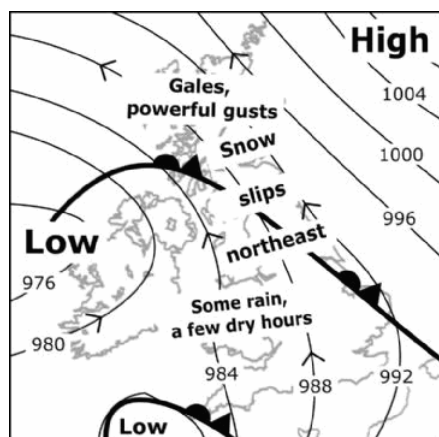 High
Gales,
powerful gusts
1004
Snow
1000
slips
996
northeast
Low
976
Some rain,
a few dry hours
980
984
988
992
Low